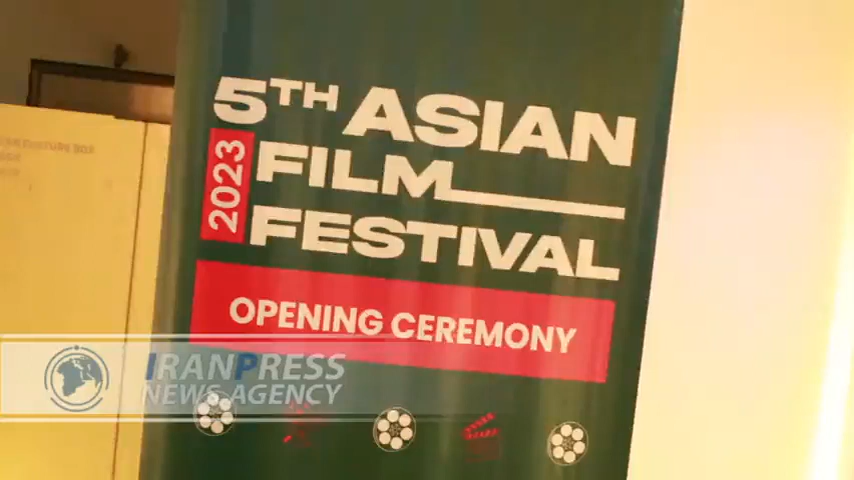 5TH ASIAN
2023
FILM
FESTIVAL
OPENING CEREMONY
IRANPRESS
NEWS AGENCY